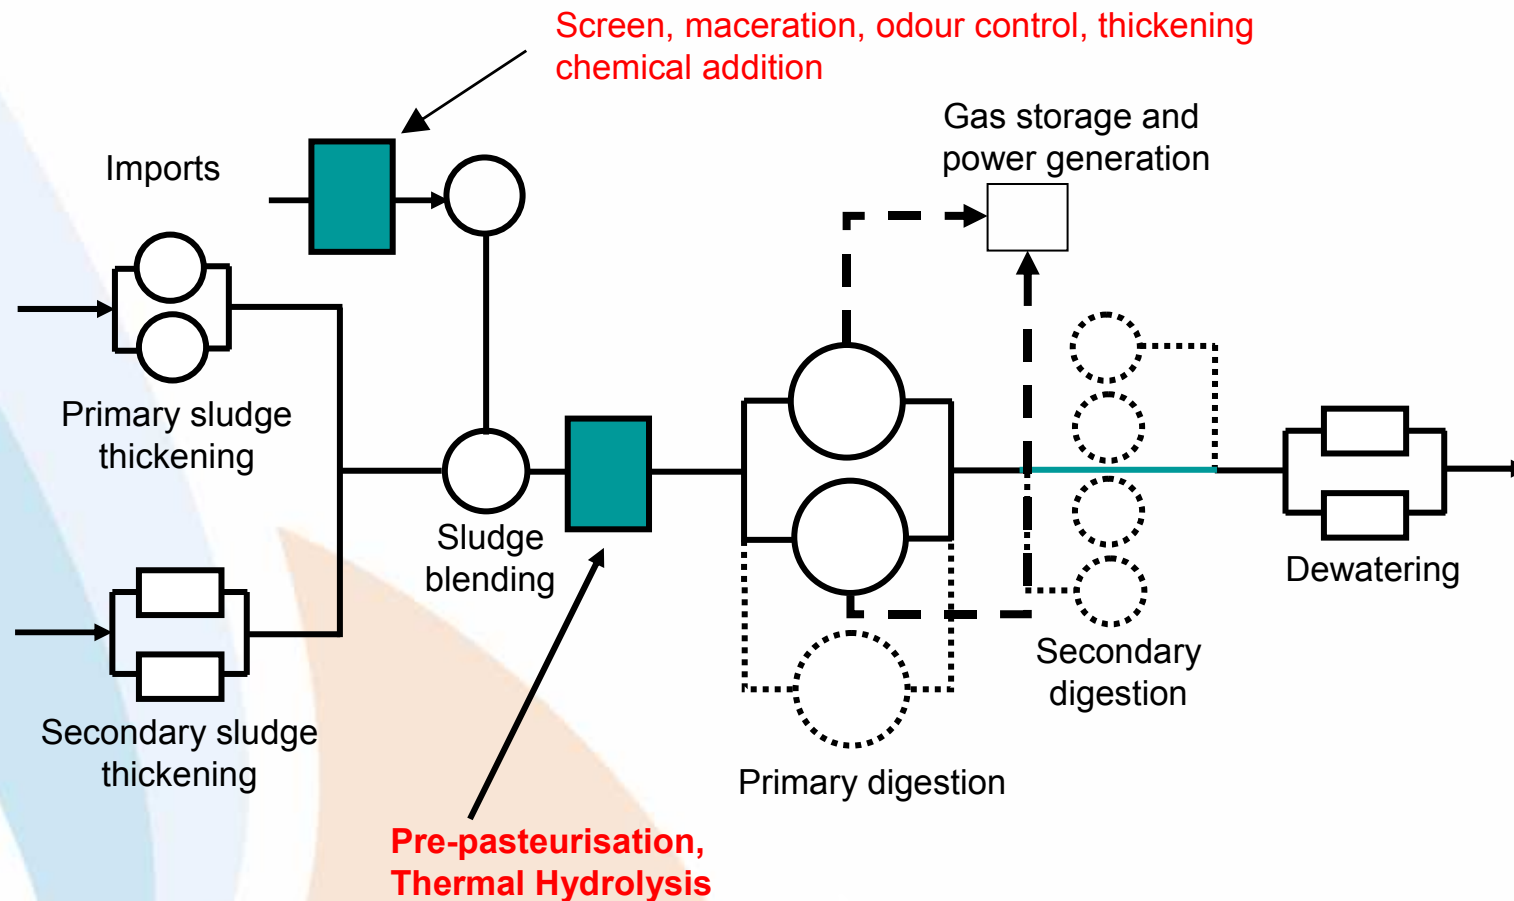 Screen, maceration, odour control, thickening
chemical addition
Gas storage and
power generation
Imports
Primary sludge
thickening
Sludge
blending
Dewatering
Secondary
digestion
Secondary sludge
thickening
Primary digestion
Pre-pasteurisation,
Thermal Hydrolysis